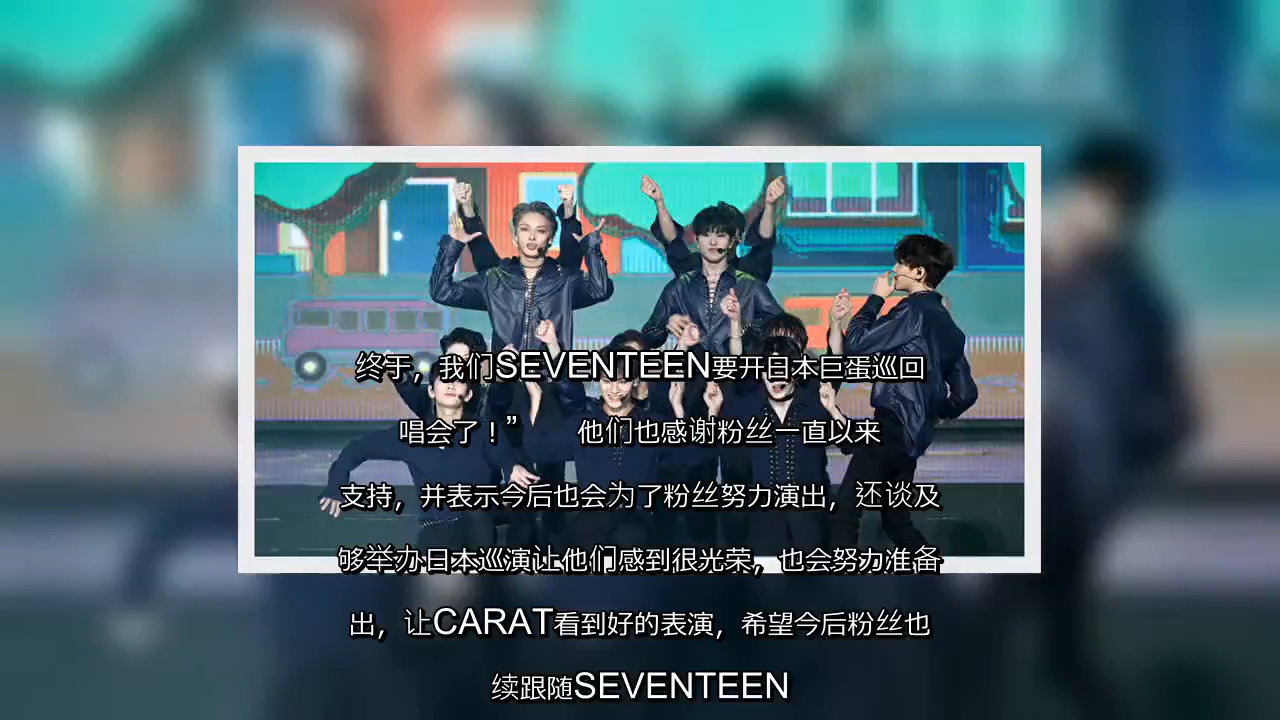 终于，我们SEVENTEEN要开日本巨蛋巡回
唱会了！” 他们也感谢粉丝一直以来
支持，并表示今后也会为了粉丝努力演出，还谈及
够举办日本巡演让他们感到很光荣，也会努力准备
出，让CARAT看到好的表演，希望今后粉丝也
续跟随SEVENTEEN